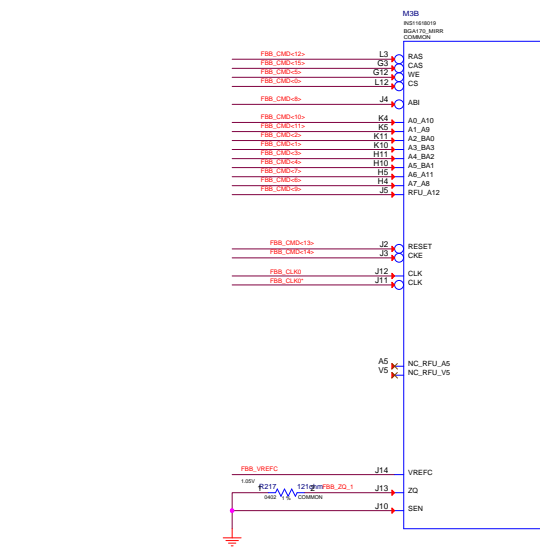 M3B
INS11616019
BGA170_MIRR
COMMON
FBB_CMD<12> L3 RAS
FBB_CMD<15> G3 CAS
FBB_CMD<5> G12 WE
FBB_CMD<0> L12 CS
FBB_CMD<8> J4 ABI
FBB_CMD<10> K4 A0_A10
FBB_CMD<11> K5 A1_A9
FBB_CMD<2> K11 A2_BA0
FBB_CMD<1> K10 A3_BA3
FBB_CMD<3> H11 A4_BA2
FBB_CMD<4> H10 A5_BA1
FBB_CMD<7> H5 A6_A11
FBB_CMD<6> H4 A7_A8
FBB_CMD<9> J5 RFU_A12
FBB_CMD<13> J2 RESET
FBB_CMD<14> J3 CKE
FBB_CLK0 J12 CLK
FBB_CLK0* J11 CLK
A5 NC_RFU_A5
V5 NC_RFU_V5
FBB_VREFC J14 VREFC
1.05V
1 R217 121ohm 2 FBB_ZQ_1 J13 ZQ
0402 1 % COMMON
J10 SEN